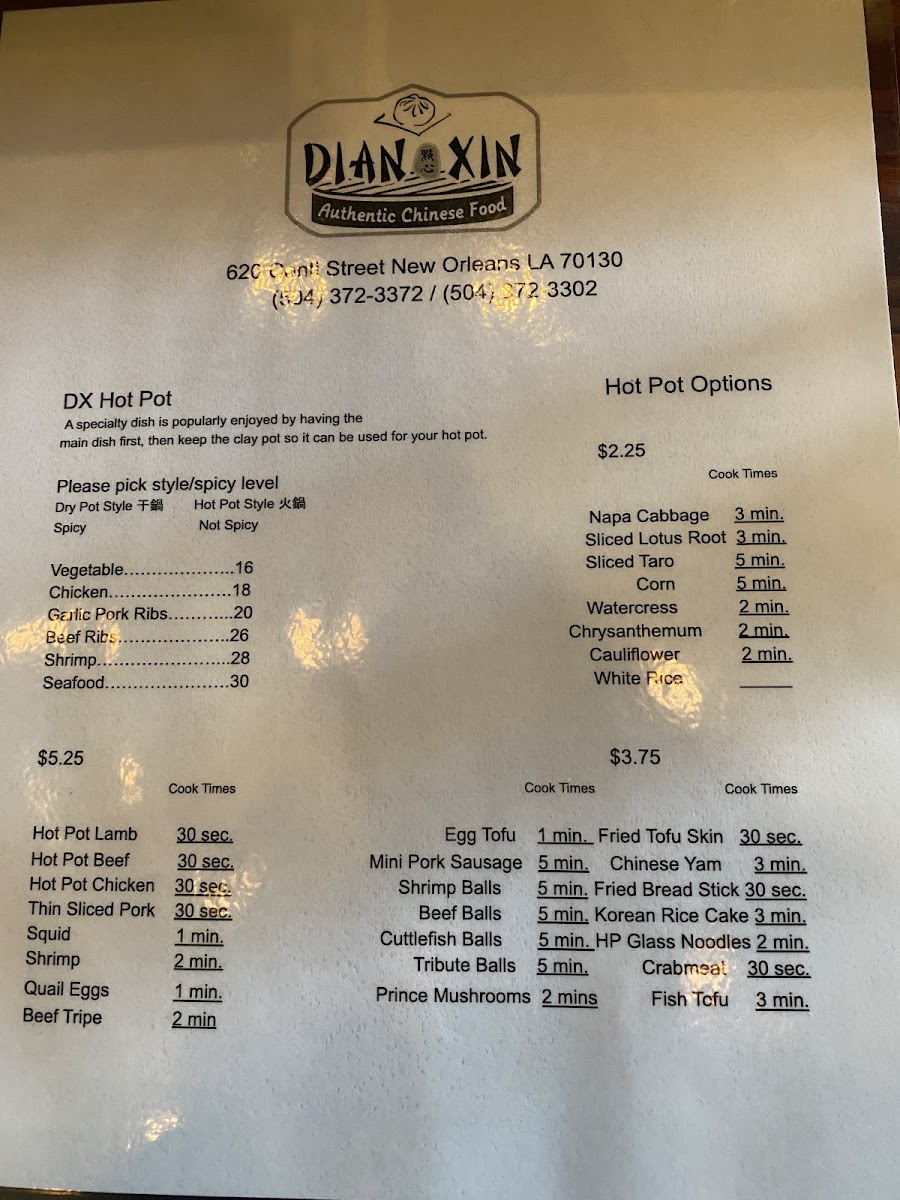 DIAN 點心 XIN
Authentic Chinese Food
620 Conti Street New Orleans LA 70130
(504) 372-3372 / (504) 372-3302
DX Hot Pot
A specialty dish is popularly enjoyed by having the
main dish first, then keep the clay pot so it can be used for your hot pot.
Please pick style/spicy level
Dry Pot Style 干鍋 Hot Pot Style 火鍋
Spicy Not Spicy
Vegetable....................16
Chicken.......................18
Garlic Pork Ribs............20
Beef Ribs.....................26
Shrimp.........................28
Seafood.......................30
Hot Pot Options
$2.25
Cook Times
Napa Cabbage 3 min.
Sliced Lotus Root 3 min.
Sliced Taro 5 min.
Corn 5 min.
Watercress 2 min.
Chrysanthemum 2 min.
Cauliflower 2 min.
White Rice
$5.25
Cook Times
Hot Pot Lamb 30 sec.
Hot Pot Beef 30 sec.
Hot Pot Chicken 30 sec.
Thin Sliced Pork 30 sec.
Squid 1 min.
Shrimp 2 min.
Quail Eggs 1 min.
Beef Tripe 2 min
$3.75
Cook Times Cook Times
Egg Tofu 1 min. Fried Tofu Skin 30 sec.
Mini Pork Sausage 5 min. Chinese Yam 3 min.
Shrimp Balls 5 min. Fried Bread Stick 30 sec.
Beef Balls 5 min. Korean Rice Cake 3 min.
Cuttlefish Balls 5 min. HP Glass Noodles 2 min.
Tribute Balls 5 min. Crabmeat 30 sec.
Prince Mushrooms 2 mins Fish Tofu 3 min.